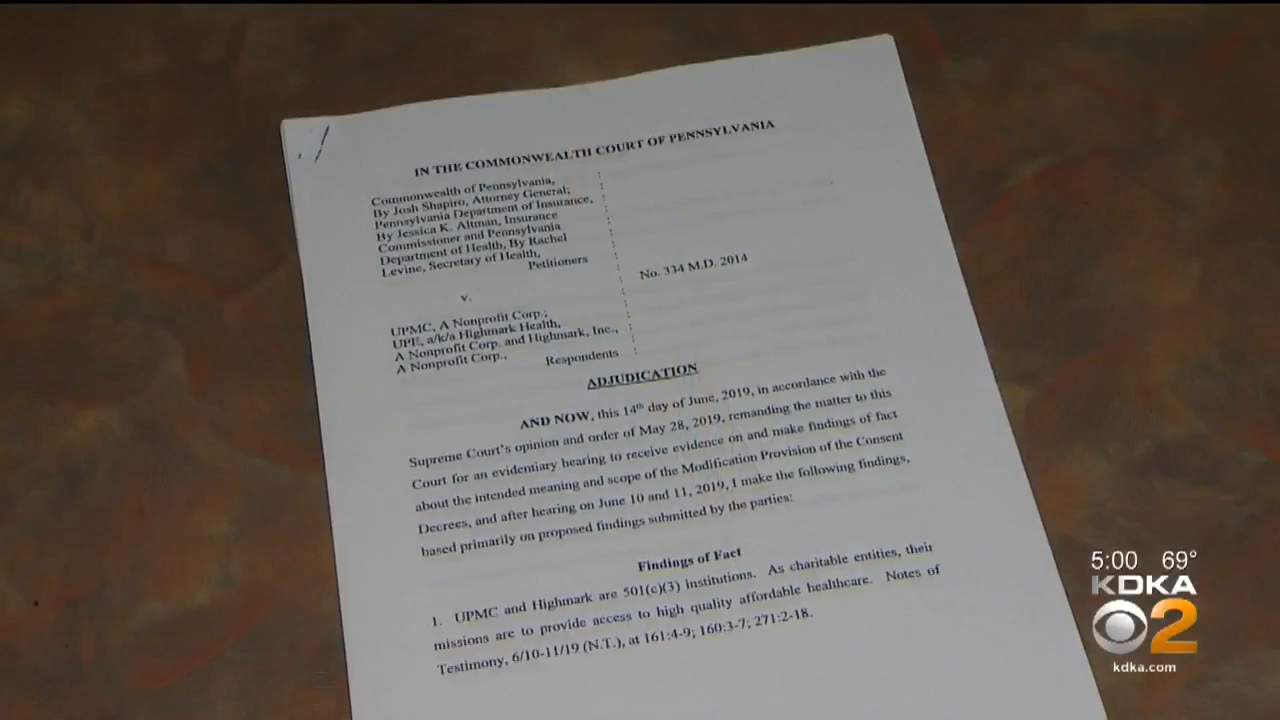 IN THE COMMONWEALTH COURT OF PENNSYLVANIA
Commonwealth of Pennsylvania,
By Josh Shapiro, Attorney General;
Pennsylvania Department of Insurance,
By Jessica K. Altman, Insurance
Commissioner and Pennsylvania
Department of Health, By Rachel
Levine, Secretary of Health,
Petitioners
v.
No. 334 M.D. 2014
UPMC, A Nonprofit Corp.;
UPE, a/k/a Highmark Health,
A Nonprofit Corp. and Highmark, Inc.,
A Nonprofit Corp.,
Respondents
ADJUDICATION
AND NOW, this 14th day of June, 2019, in accordance with the
Supreme Court's opinion and order of May 28, 2019, remanding the matter to this
Court for an evidentiary hearing to receive evidence on and make findings of fact
about the intended meaning and scope of the Modification Provision of the Consent
Decrees, and after hearing on June 10 and 11, 2019, I make the following findings,
based primarily on proposed findings submitted by the parties:
Findings of Fact
1. UPMC and Highmark are 501(c)(3) institutions. As charitable entities, their
missions are to provide access to high quality affordable healthcare. Notes of
Testimony, 6/10-11/19 (N.T.), at 161:4-9; 160:3-7; 271:2-18.
5:00 69°
KDKA
2
kdka.com